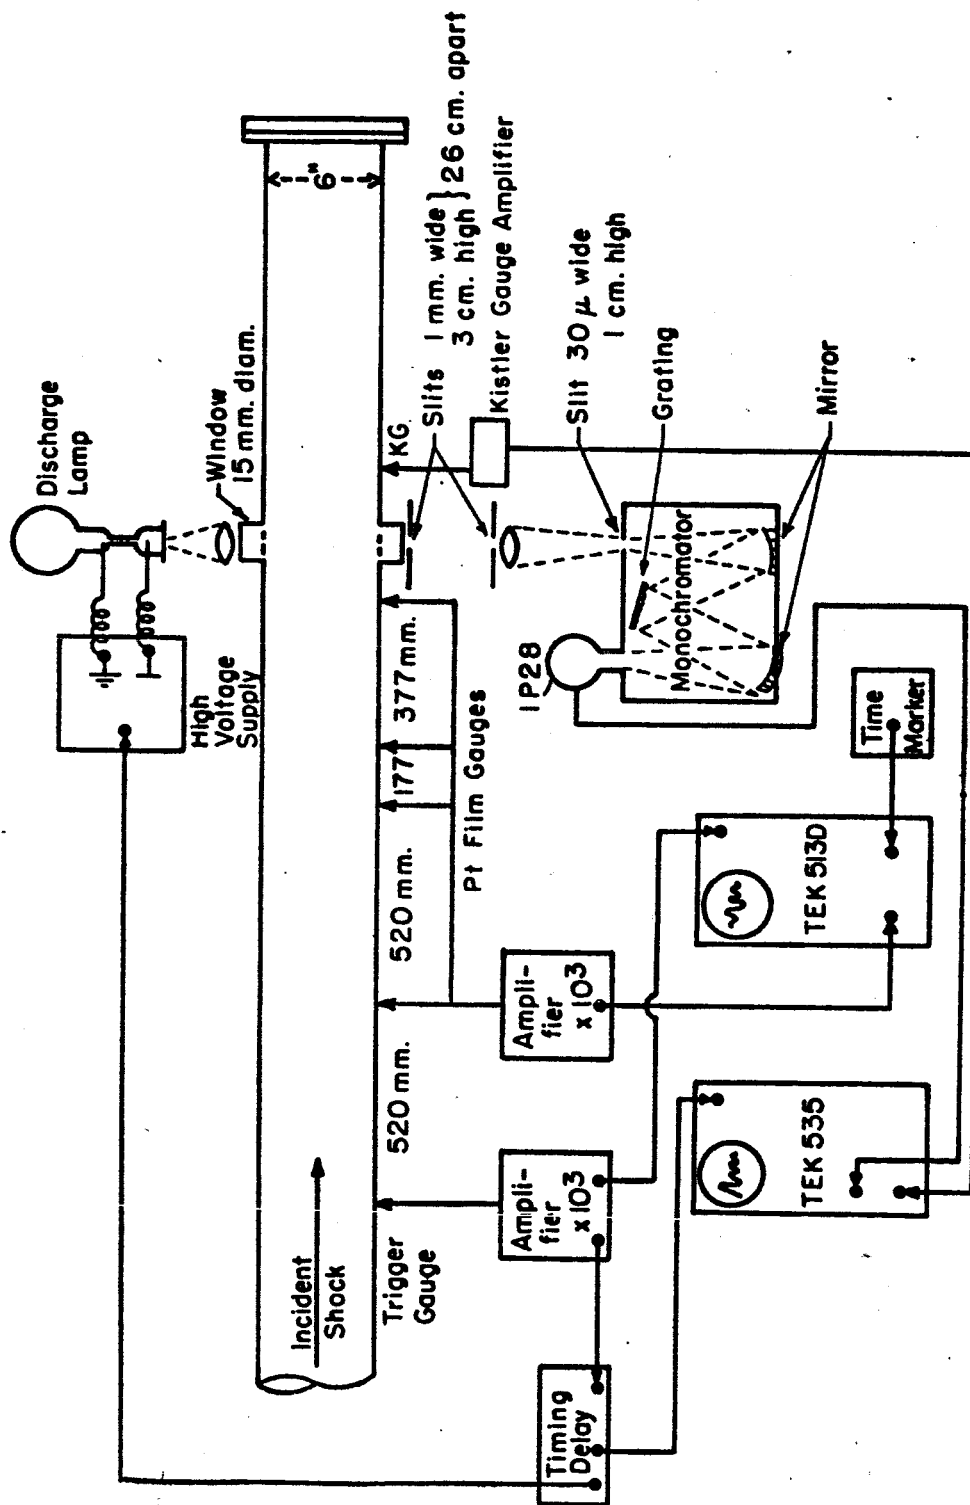 Discharge
Lamp
Window
15 mm. diam.
High
Voltage
Supply
6"
Incident
Shock
Trigger
Gauge
520 mm.
520 mm.
177
377mm.
KG
Pt Film Gauges
Slits 1 mm. wide } 26 cm. apart
3 cm. high
Kistler Gauge Amplifier
Slit 30 μ wide
1 cm. high
Grating
Mirror
Monochromator
1P28
Time
Marker
Ampli-
fier
x 10³
Ampli-
fier
x 10³
TEK 513D
TEK 535
Timing
Delay